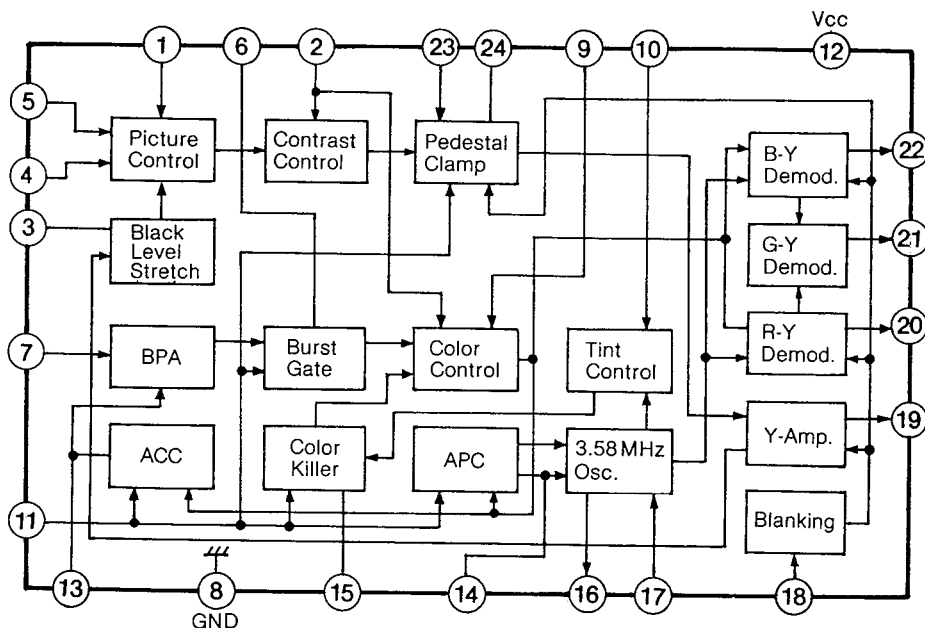 Vcc
1
6
2
23
24
9
10
12
5
4
3
7
11
22
21
20
19
Picture
Control
Contrast
Control
Pedestal
Clamp
B-Y
Demod.
Black
Level
Stretch
G-Y
Demod.
BPA
Burst
Gate
Color
Control
Tint
Control
R-Y
Demod.
ACC
Color
Killer
APC
3.58 MHz
Osc.
Y-Amp.
Blanking
13
8
15
14
16
17
18
GND